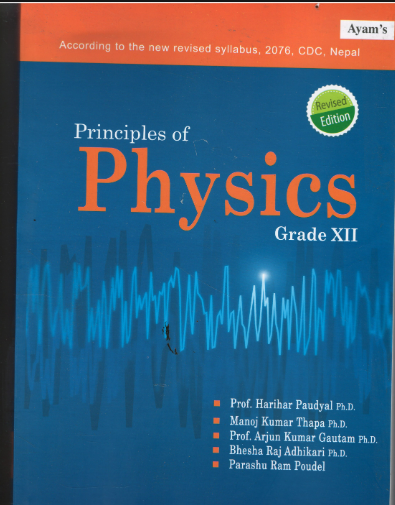 Ayam's
According to the new revised syllabus, 2076, CDC, Nepal
Revised
Edition
Principles of
Physics
Grade XII
Prof. Harihar Paudyal Ph.D.
Manoj Kumar Thapa Ph.D.
Prof. Arjun Kumar Gautam Ph.D.
Bhesha Raj Adhikari Ph.D.
Parashu Ram Poudel